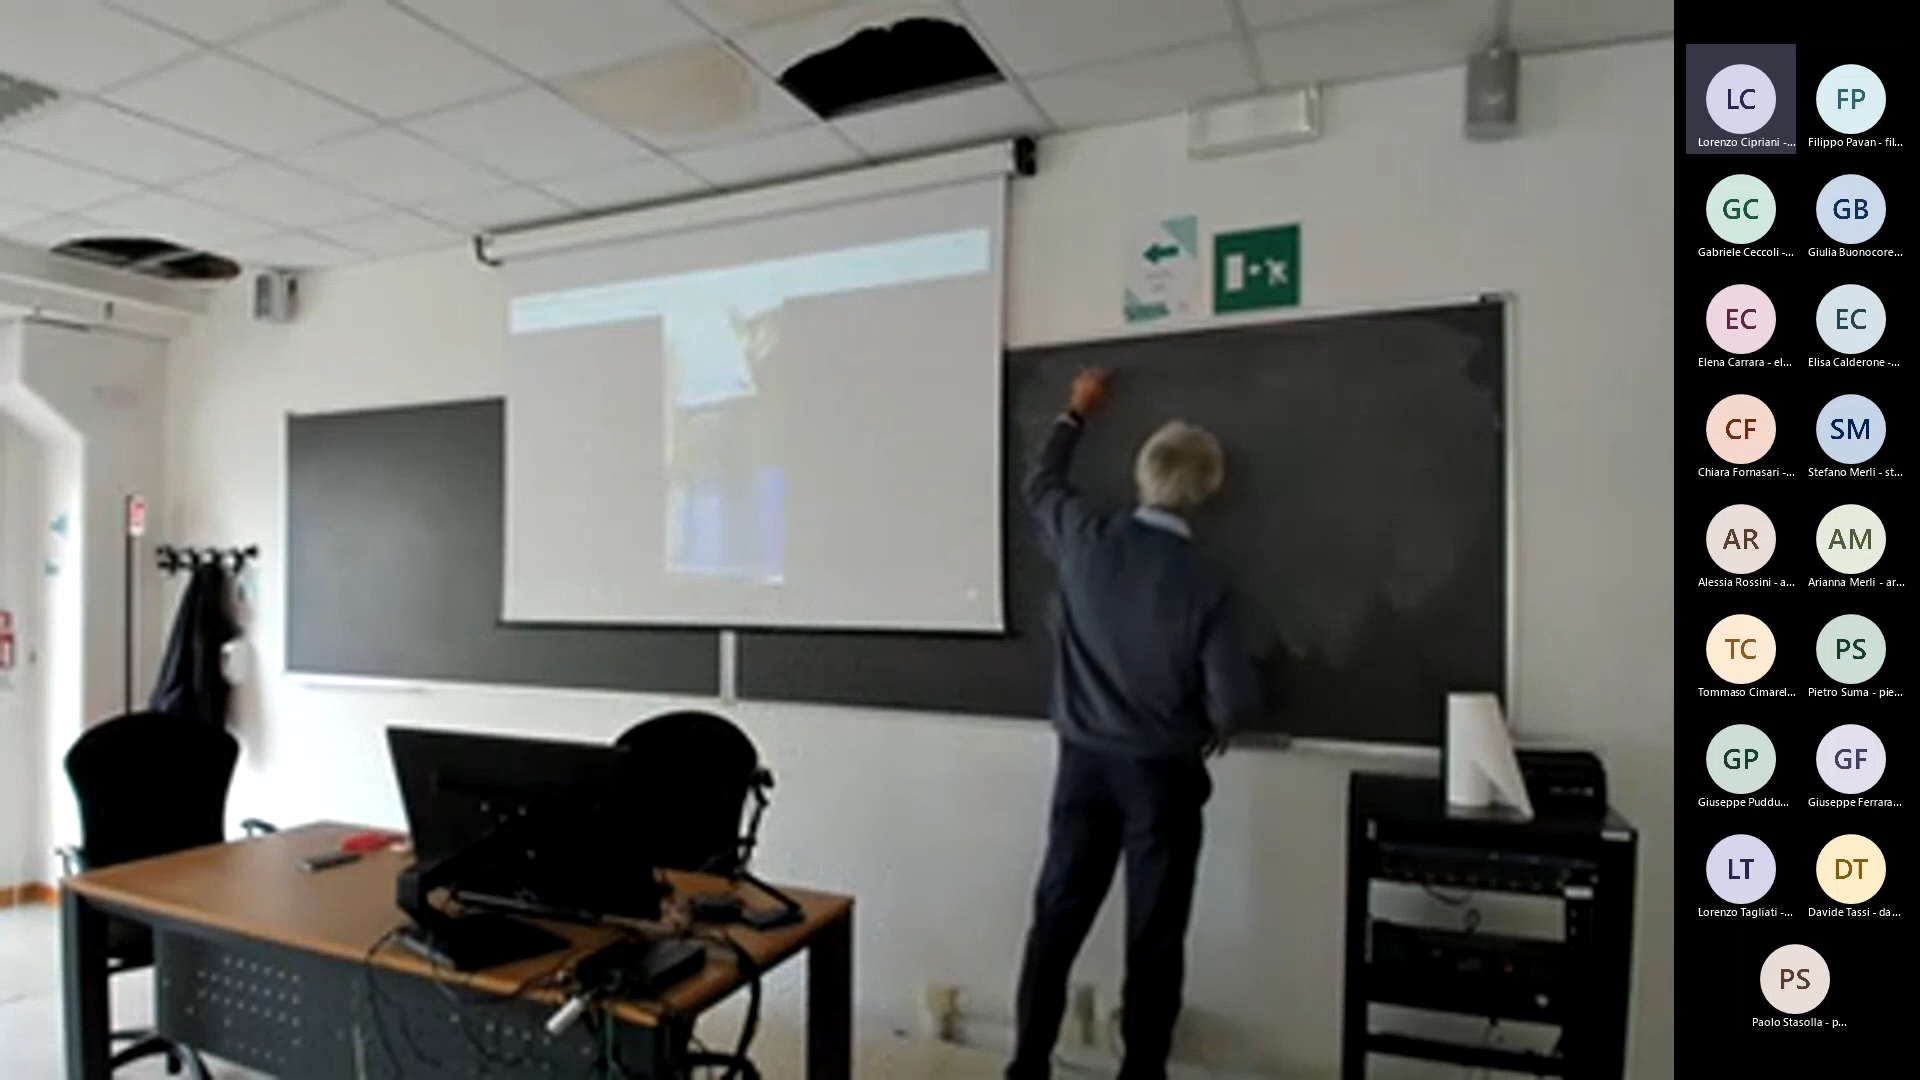 LC
FP
Lorenzo Cipriani -...
Filippo Pavan - fil...
GC
GB
Gabriele Ceccoli -...
Giulia Buonocore...
EC
EC
Elena Carrara - el...
Elisa Calderone -...
CF
SM
Chiara Fornasari -...
Stefano Merli - st...
AR
AM
Alessia Rossini - a...
Arianna Merli - ar...
TC
PS
Tommaso Cimarel...
Pietro Suma - pie...
GP
GF
Giuseppe Puddu...
Giuseppe Ferrara...
LT
DT
Lorenzo Tagliati -...
Davide Tassi - da...
PS
Paolo Stasolla - p...